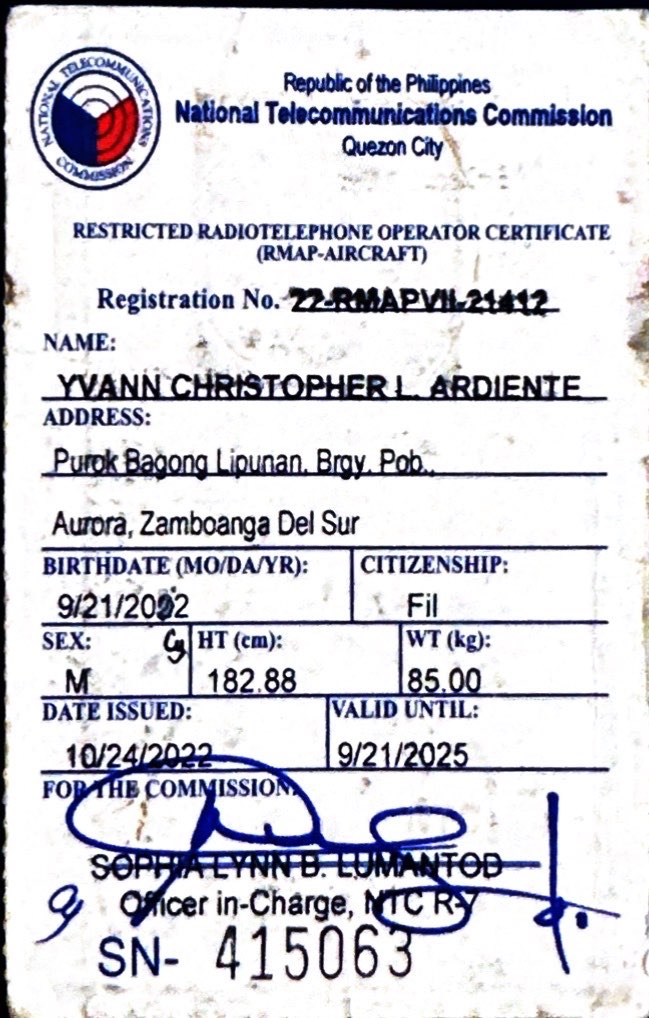 NATIONAL TELECOMMUNICATIONS COMMISSION
Republic of the Philippines
National Telecommunications Commission
Quezon City
RESTRICTED RADIOTELEPHONE OPERATOR CERTIFICATE
(RMAP-AIRCRAFT)
Registration No. 22-RMAPVII-21412
NAME:
YVANN CHRISTOPHER L. ARDIENTE
ADDRESS:
Purok Bagong Lipunan, Brgy. Pob.,
Aurora, Zamboanga Del Sur
BIRTHDATE (MO/DA/YR): CITIZENSHIP:
9/21/2002 Fil
SEX: HT (cm): WT (kg):
M 182.88 85.00
DATE ISSUED: VALID UNTIL:
10/24/2022 9/21/2025
FOR THE COMMISSION:
SOPHIA LYNN B. LUMANTOD
Officer in-Charge, NTC R-7
SN- 415063